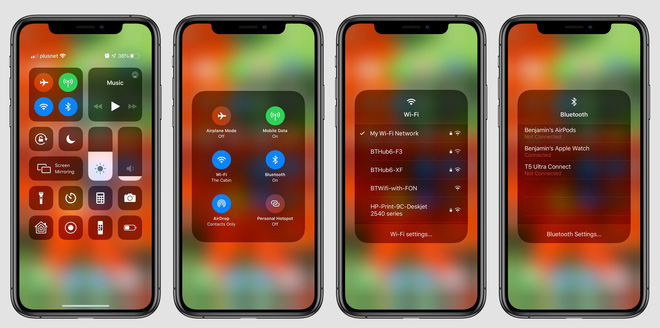 plusnet
38%
Music
Screen
Mirroring
Airplane Mode
Off
Mobile Data
On
Wi-Fi
The Cabin
Bluetooth
On
AirDrop
Contacts Only
Personal Hotspot
Off
Wi-Fi
My Wi-Fi Network
BTHub6-F3
BTHub6-XF
BTWifi-with-FON
HP-Print-9C-Deskjet
2540 series
Wi-Fi settings...
Bluetooth
Benjamin's AirPods
Not Connected
Benjamin's Apple Watch
Connected
T5 Ultra Connect
Not Connected
Bluetooth Settings...